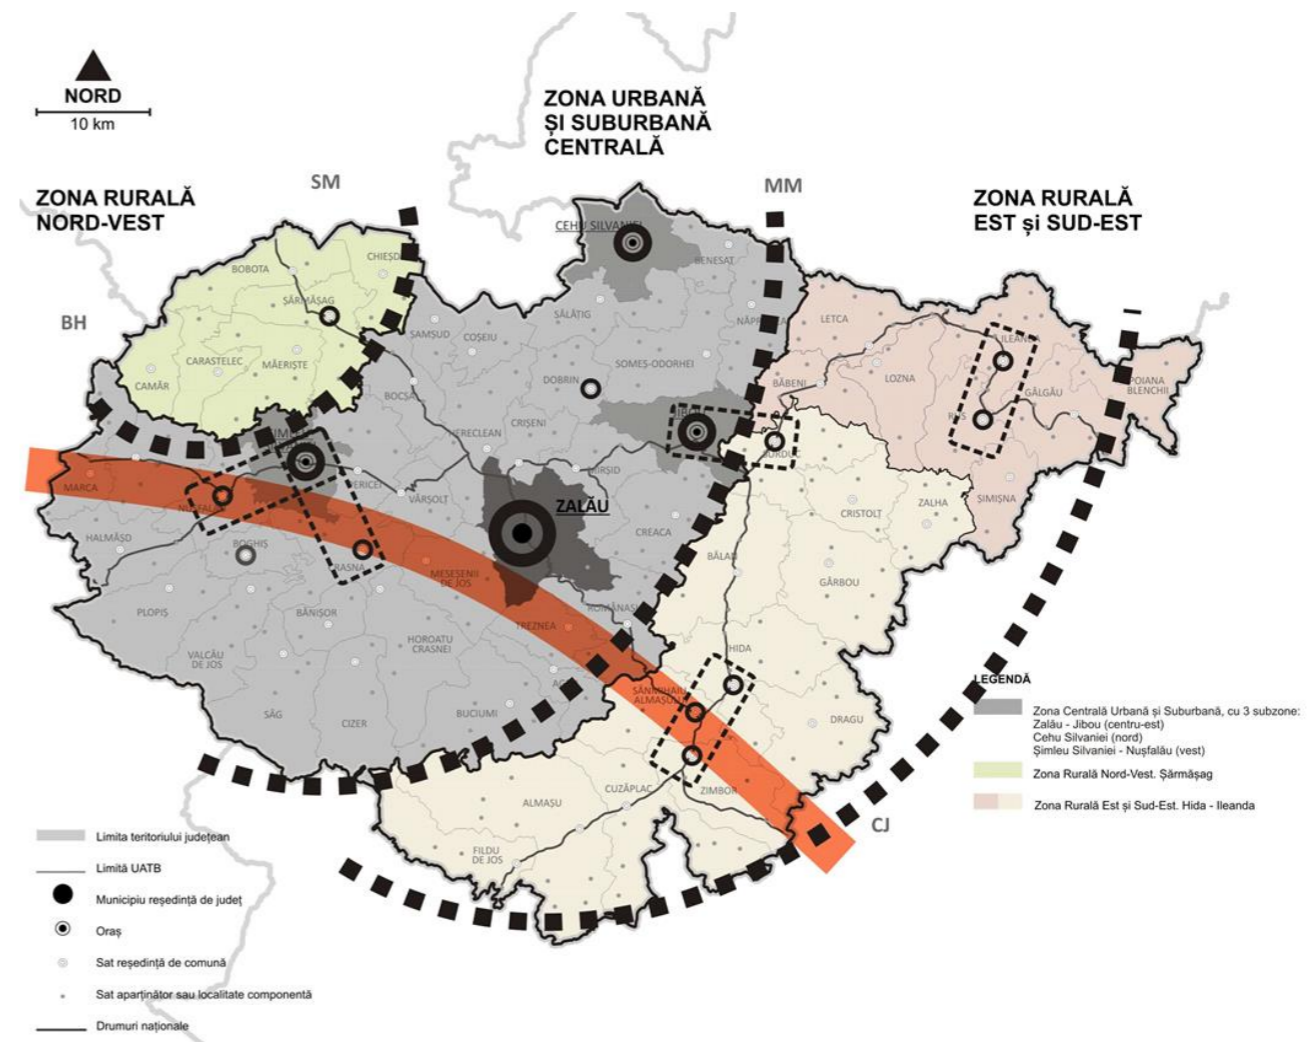 NORD
10 km
ZONA URBANĂ
ȘI SUBURBANĂ
CENTRALĂ
ZONA RURALĂ
NORD-VEST
SM
MM
ZONA RURALĂ
EST și SUD-EST
BH
CEHU SILVANIEI
BENESAT
CHIEȘD
BOBOTA
ȘĂRMĂȘAG
SĂLĂȚIG
LETCA
SAMȘUD
COȘEIU
CARASTELEC
MĂERIȘTE
SOMEȘ-ODORHEI
CAMĂR
DOBRIN
BĂBENI
LOZNA
GÂLGĂU
POIANA
BLENCHII
BOCȘA
CRIȘENI
MARCA
VÂRȘOLT
ZALĂU
CREACA
CRISTOLȚ
ZALHA
ȘIMIȘNA
HALMĂȘD
BOGHIȘ
BĂLAN
GÂRBOU
MESEȘENII
DE JOS
PLOPIȘ
BĂNIȘOR
TREZNEA
ROMÂNAȘI
HOROATU
CRASNEI
VALCĂU
DE JOS
HIDA
SÂNMIHAIU
ALMAȘULUI
DRAGU
SÂG
CIZER
BUCIUMI
CUZĂPLAC
ZIMBOR
ALMAȘU
FILDU
DE JOS
CJ
LEGENDĂ
Zona Centrală Urbană și Suburbană, cu 3 subzone:
Zalău - Jibou (centru-est)
Cehu Silvaniei (nord)
Șimleu Silvaniei - Nușfalău (vest)
Zona Rurală Nord-Vest. Șărmășag
Zona Rurală Est și Sud-Est. Hida - Ileanda
Limita teritoriului județean
Limită UATB
Municipiu reședință de județ
Oraș
Sat reședință de comună
Sat aparținător sau localitate componentă
Drumuri naționale